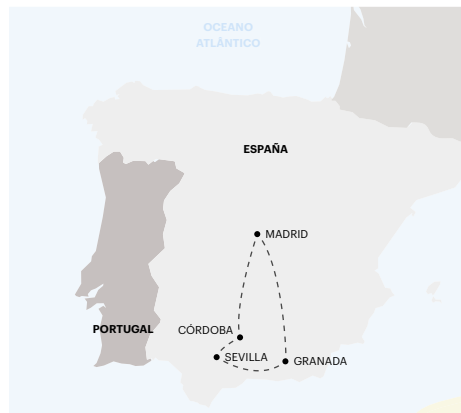 OCEANO
ATLÁNTICO
ESPAÑA
MADRID
PORTUGAL
CÓRDOBA
SEVILLA
GRANADA